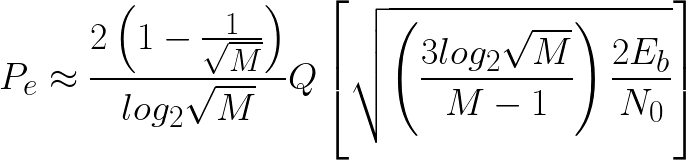 P_e ≈ \frac{2\left(1 - \frac{1}{\sqrt{M}}\right)}{log_2\sqrt{M}} Q\left[\sqrt{\left(\frac{3log_2\sqrt{M}}{M - 1}\right)\frac{2E_b}{N_0}}\right]